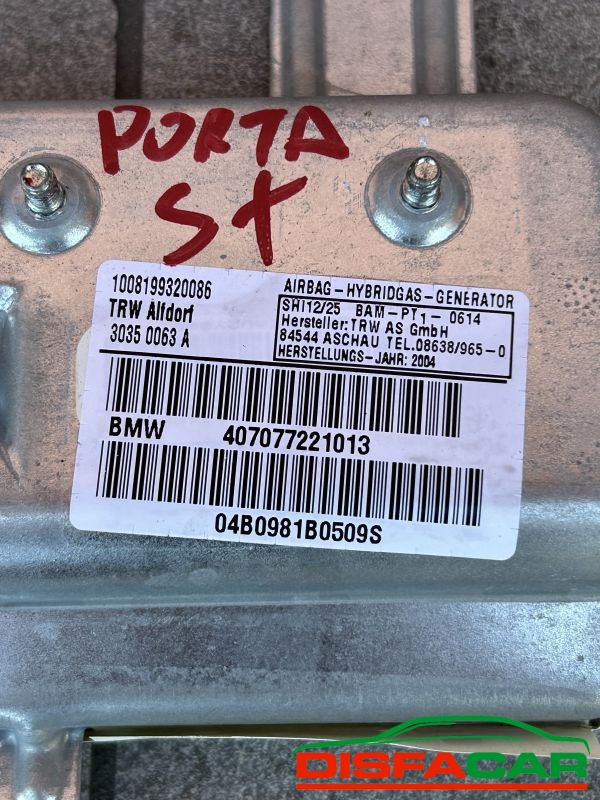 PORTA
SX
1008199320086
TRW Alfdorf
3035 0063 A
AIRBAG-HYBRIDGAS-GENERATOR
SHI12/25 BAM-PT1-0614
Hersteller:TRW AS GmbH
84544 ASCHAU TEL.08638/965-0
HERSTELLUNGS-JAHR: 2004
BMW 407077221013
04B0981B0509S
DISFACAR